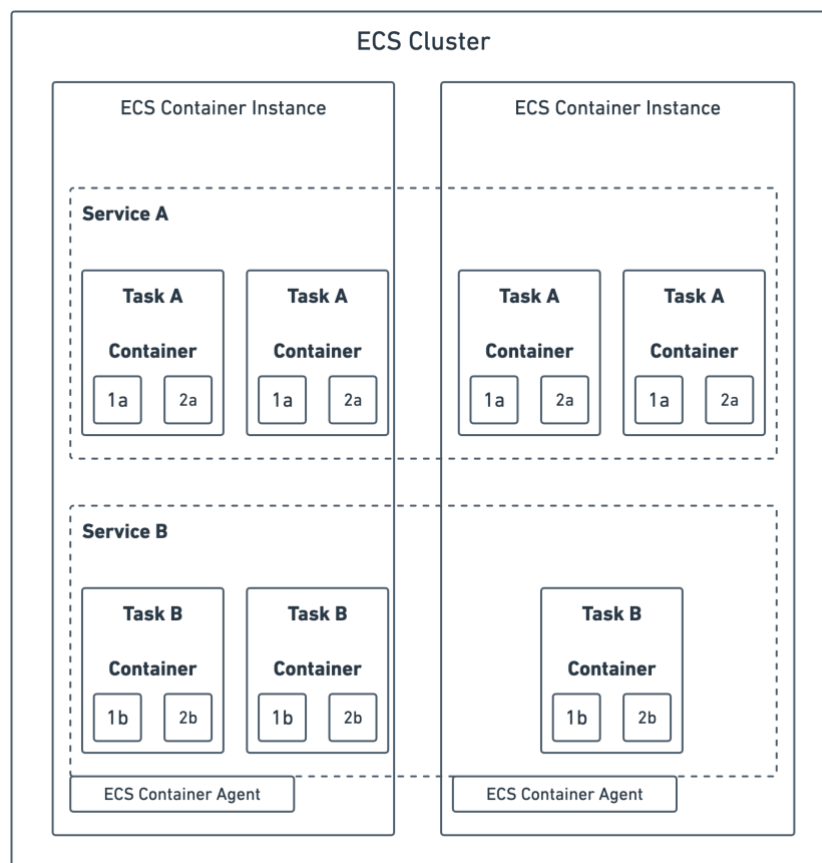 ECS Cluster
ECS Container Instance
ECS Container Instance
Service A
Task A
Container
1a
2a
Task A
Container
1a
2a
Task A
Container
1a
2a
Task A
Container
1a
2a
Service B
Task B
Container
1b
2b
Task B
Container
1b
2b
Task B
Container
1b
2b
ECS Container Agent
ECS Container Agent